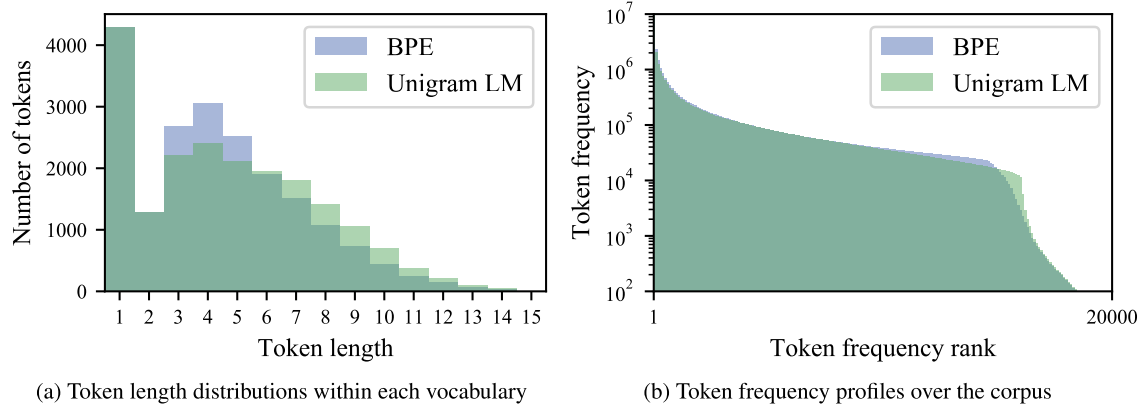 BPE
Unigram LM
Number of tokens
4000
3000
2000
1000
0
1 2 3 4 5 6 7 8 9 10 11 12 13 14 15
Token length
(a) Token length distributions within each vocabulary
BPE
Unigram LM
Token frequency
10^7
10^6
10^5
10^4
10^3
10^2
1 20000
Token frequency rank
(b) Token frequency profiles over the corpus